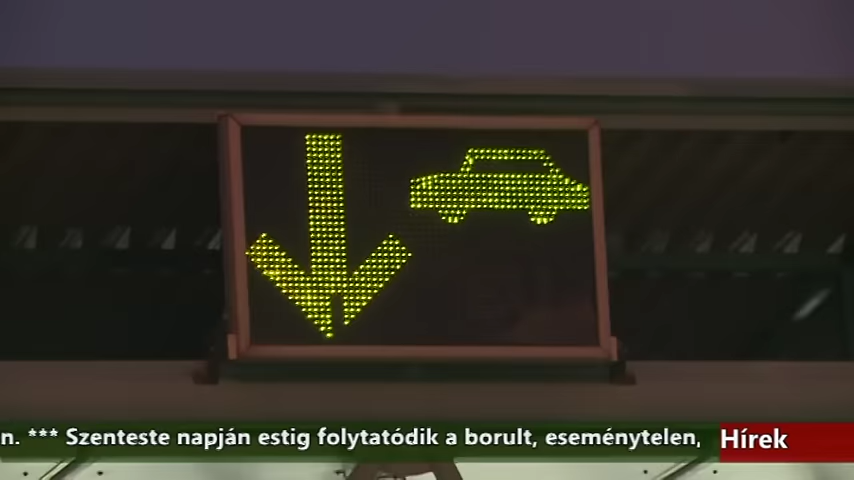 n. *** Szenteste napján estig folytatódik a borult, eseménytelen,
Hírek